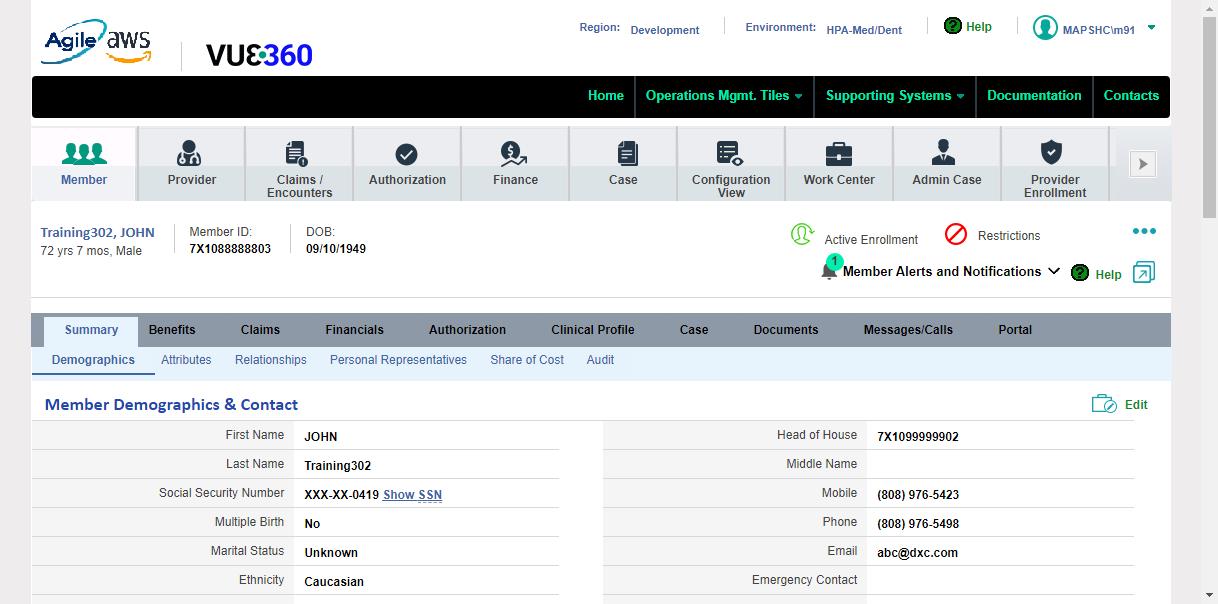 Agile aws
VUE360
Region: Development
Environment: HPA-Med/Dent
? Help
MAPSHC\m91
Home
Operations Mgmt. Tiles
Supporting Systems
Documentation
Contacts
Member
Provider
Claims /
Encounters
Authorization
Finance
Case
Configuration
View
Work Center
Admin Case
Provider
Enrollment
Training302, JOHN
72 yrs 7 mos, Male
Member ID:
7X1088888803
DOB:
09/10/1949
Active Enrollment
Restrictions
1
Member Alerts and Notifications
? Help
Summary
Benefits
Claims
Financials
Authorization
Clinical Profile
Case
Documents
Messages/Calls
Portal
Demographics
Attributes
Relationships
Personal Representatives
Share of Cost
Audit
Member Demographics & Contact
Edit
First Name JOHN
Last Name Training302
Social Security Number XXX-XX-0419 Show SSN
Multiple Birth No
Marital Status Unknown
Ethnicity Caucasian
Head of House 7X1099999902
Middle Name
Mobile (808) 976-5423
Phone (808) 976-5498
Email abc@dxc.com
Emergency Contact